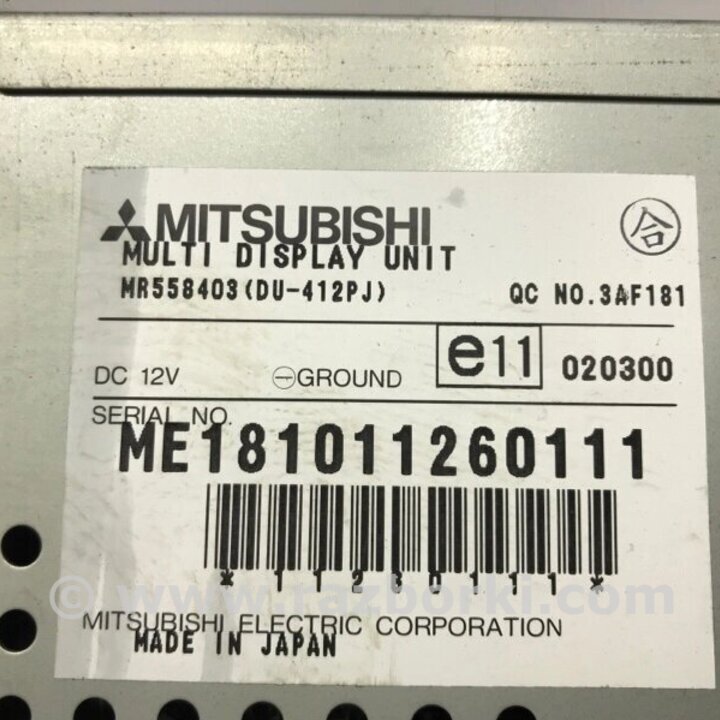 MITSUBISHI
合
MULTI DISPLAY UNIT
MR558403(DU-412PJ) QC NO.3AF181
DC 12V ⊖GROUND e11 020300
SERIAL NO.
ME181011260111
*11260111*
© www.razborki.com
MITSUBISHI ELECTRIC CORPORATION
MADE IN JAPAN